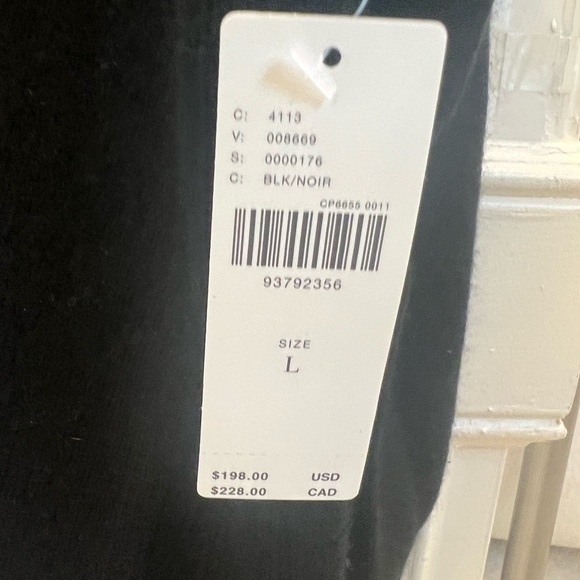 C: 4113
V: 008669
S: 0000176
C: BLK/NOIR
CP6655 0011
93792356
SIZE
L
$198.00 USD
$228.00 CAD